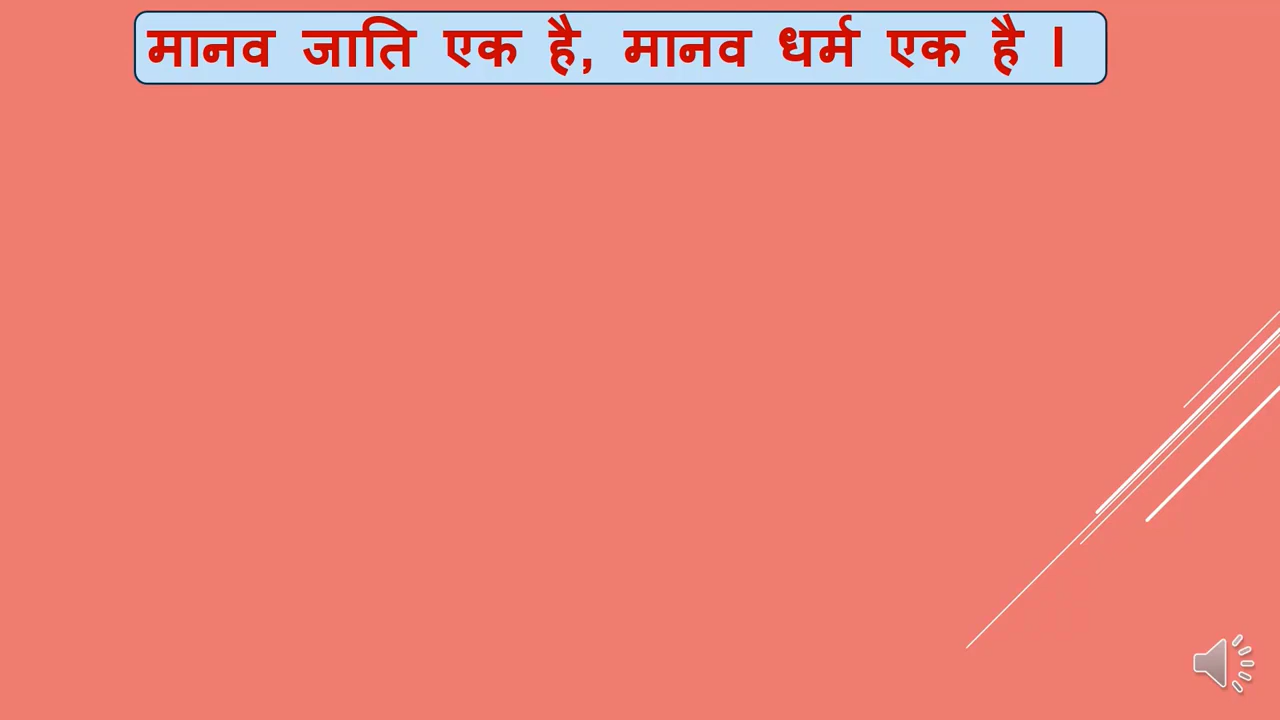 मानव जाति एक है, मानव धर्म एक है ।